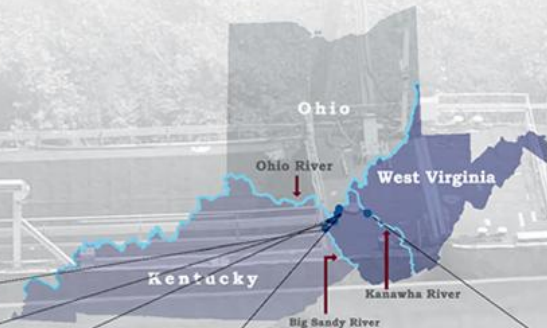 Ohio
Ohio River
West Virginia
Kentucky
Kanawha River
Big Sandy River